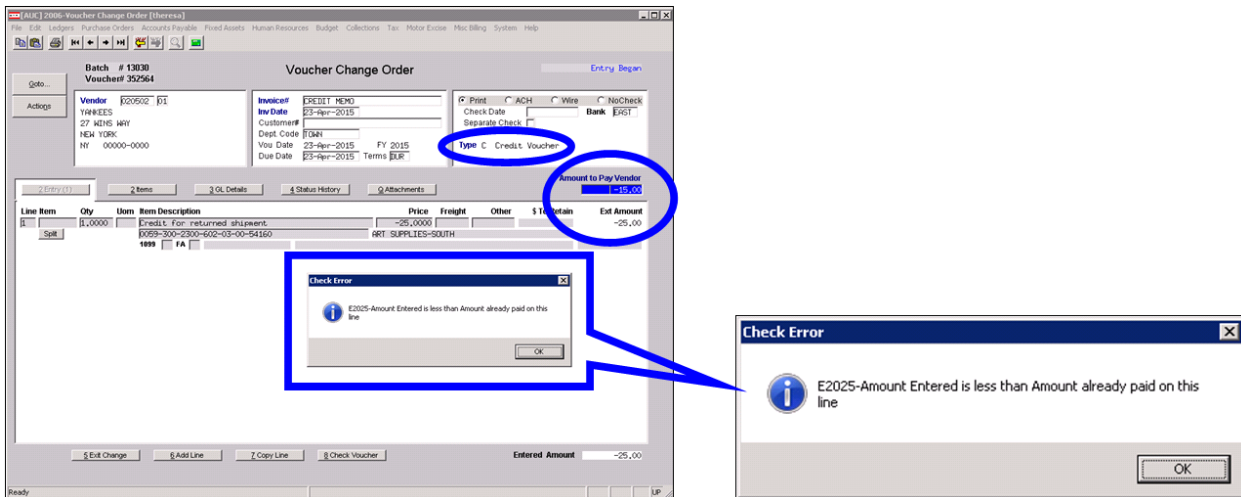 [AUC] 2006-Voucher Change Order [theresa]
File Edit Ledgers Purchase Orders Accounts Payable Fixed Assets Human Resources Budget Collections Tax Motor Excise Misc Billing System Help
Batch # 13030
Voucher# 352564
Voucher Change Order
Entry Began
Goto...
Actions
Vendor 020502 01
YANKEES
27 WINS WAY
NEW YORK
NY 00000-0000
Invoice# CREDIT MEMO
Inv Date 23-Apr-2015
Customer#
Dept. Code TOWN
Vou Date 23-Apr-2015 FY 2015
Due Date 23-Apr-2015 Terms DUR
Print ACH Wire NoCheck
Check Date Bank EAST
Separate Check
Type C Credit Voucher
Amount to Pay Vendor
-15.00
2 Entry (1) 2 Items 3 GL Details 4 Status History 9 Attachments
Line Item Qty Uom Item Description Price Freight Other $ To Retain Ext Amount
1 1.0000 Credit for returned shipment -25.0000 -25.00
Split 0059-300-2300-602-03-00-54160 ART SUPPLIES-SOUTH
1099 FA
Check Error
E2025-Amount Entered is less than Amount already paid on this
line
OK
5 Exit Change 6 Add Line 7 Copy Line 8 Check Voucher Entered Amount -25.00
Ready UP
Check Error
E2025-Amount Entered is less than Amount already paid on this
line
OK